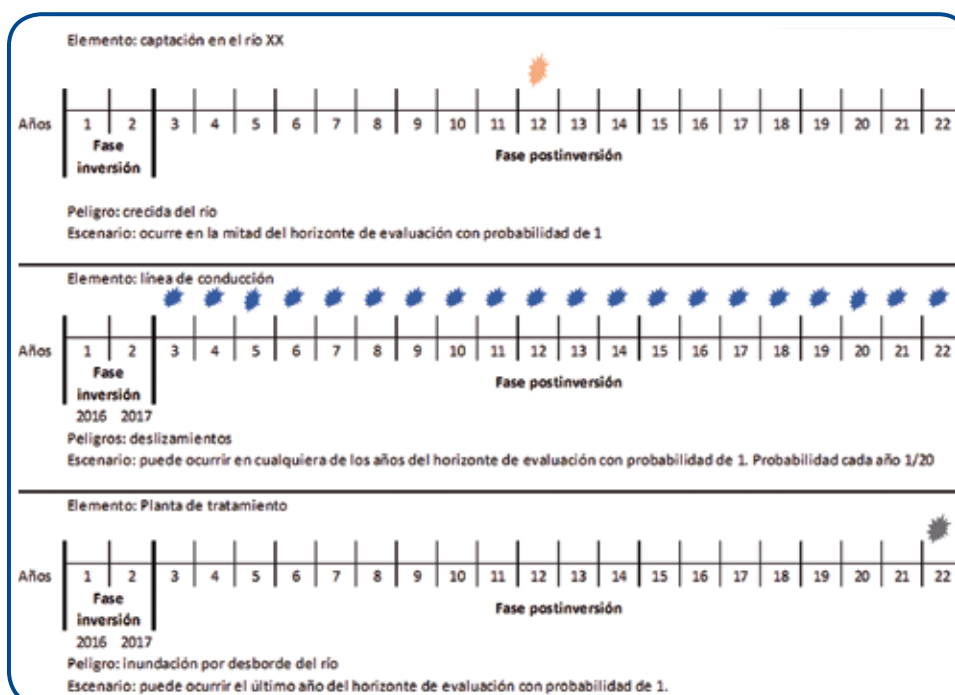 Elemento: captación en el río XX
Años 1 2 3 4 5 6 7 8 9 10 11 12 13 14 15 16 17 18 19 20 21 22
Fase inversión
Fase postinversión
Peligro: crecida del río
Escenario: ocurre en la mitad del horizonte de evaluación con probabilidad de 1
Elemento: línea de conducción
Años 1 2 3 4 5 6 7 8 9 10 11 12 13 14 15 16 17 18 19 20 21 22
Fase inversión
Fase postinversión
2016 2017
Peligros: deslizamientos
Escenario: puede ocurrir en cualquiera de los años del horizonte de evaluación con probabilidad de 1. Probabilidad cada año 1/20
Elemento: Planta de tratamiento
Años 1 2 3 4 5 6 7 8 9 10 11 12 13 14 15 16 17 18 19 20 21 22
Fase inversión
Fase postinversión
2016 2017
Peligro: inundación por desborde del río
Escenario: puede ocurrir el último año del horizonte de evaluación con probabilidad de 1.